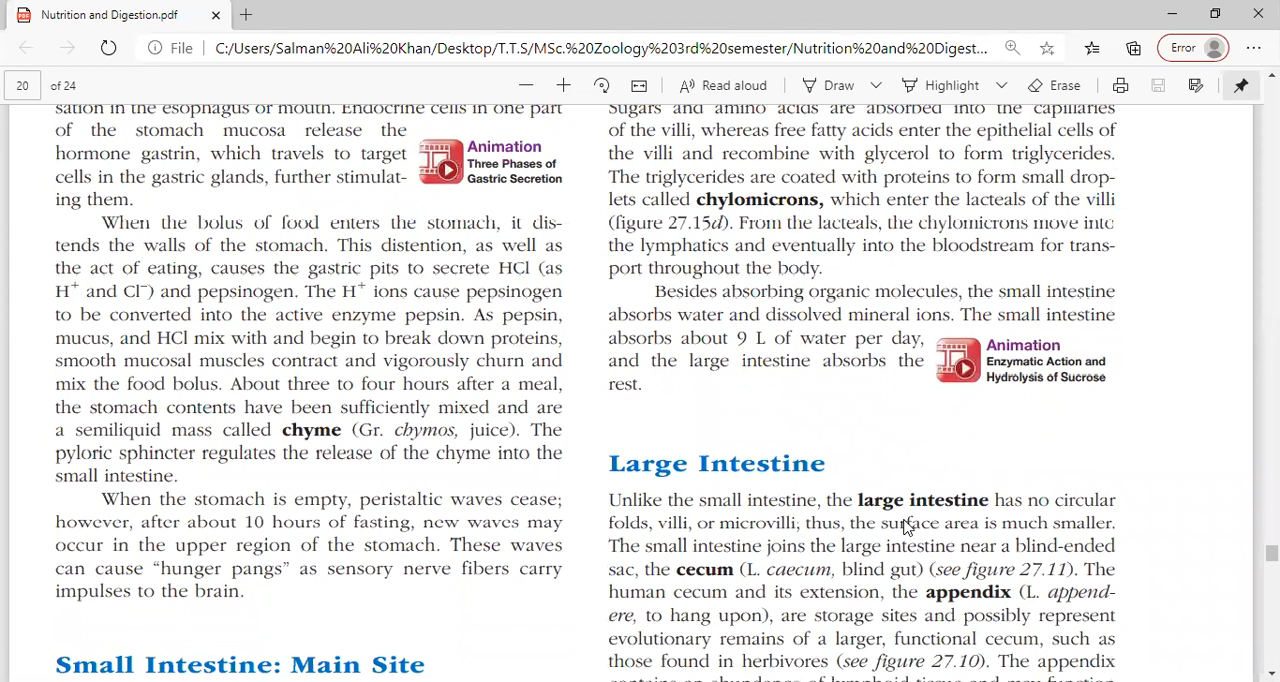 Nutrition and Digestion.pdf
File
C:/Users/Salman%20Ali%20Khan/Desktop/T.T.S/MSc.%20Zoology%203rd%20semester/Nutrition%20and%20Digest...
Error
20 of 24
Read aloud
Draw
Highlight
Erase
sation in the esophagus or mouth. Endocrine cells in one part
of the stomach mucosa release the
hormone gastrin, which travels to target
cells in the gastric glands, further stimulat-
ing them.
Animation
Three Phases of
Gastric Secretion
When the bolus of food enters the stomach, it dis-
tends the walls of the stomach. This distention, as well as
the act of eating, causes the gastric pits to secrete HCl (as
H+ and Cl−) and pepsinogen. The H+ ions cause pepsinogen
to be converted into the active enzyme pepsin. As pepsin,
mucus, and HCl mix with and begin to break down proteins,
smooth mucosal muscles contract and vigorously churn and
mix the food bolus. About three to four hours after a meal,
the stomach contents have been sufficiently mixed and are
a semiliquid mass called chyme (Gr. chymos, juice). The
pyloric sphincter regulates the release of the chyme into the
small intestine.
When the stomach is empty, peristaltic waves cease;
however, after about 10 hours of fasting, new waves may
occur in the upper region of the stomach. These waves
can cause “hunger pangs” as sensory nerve fibers carry
impulses to the brain.
Small Intestine: Main Site
Sugars and amino acids are absorbed into the capillaries
of the villi, whereas free fatty acids enter the epithelial cells of
the villi and recombine with glycerol to form triglycerides.
The triglycerides are coated with proteins to form small drop-
lets called chylomicrons, which enter the lacteals of the villi
(figure 27.15d). From the lacteals, the chylomicrons move into
the lymphatics and eventually into the bloodstream for trans-
port throughout the body.
Besides absorbing organic molecules, the small intestine
absorbs water and dissolved mineral ions. The small intestine
absorbs about 9 L of water per day,
and the large intestine absorbs the
rest.
Animation
Enzymatic Action and
Hydrolysis of Sucrose
Large Intestine
Unlike the small intestine, the large intestine has no circular
folds, villi, or microvilli; thus, the surface area is much smaller.
The small intestine joins the large intestine near a blind-ended
sac, the cecum (L. caecum, blind gut) (see figure 27.11). The
human cecum and its extension, the appendix (L. append-
ere, to hang upon), are storage sites and possibly represent
evolutionary remains of a larger, functional cecum, such as
those found in herbivores (see figure 27.10). The appendix
contains an abundance of lymphoid tissue and may function